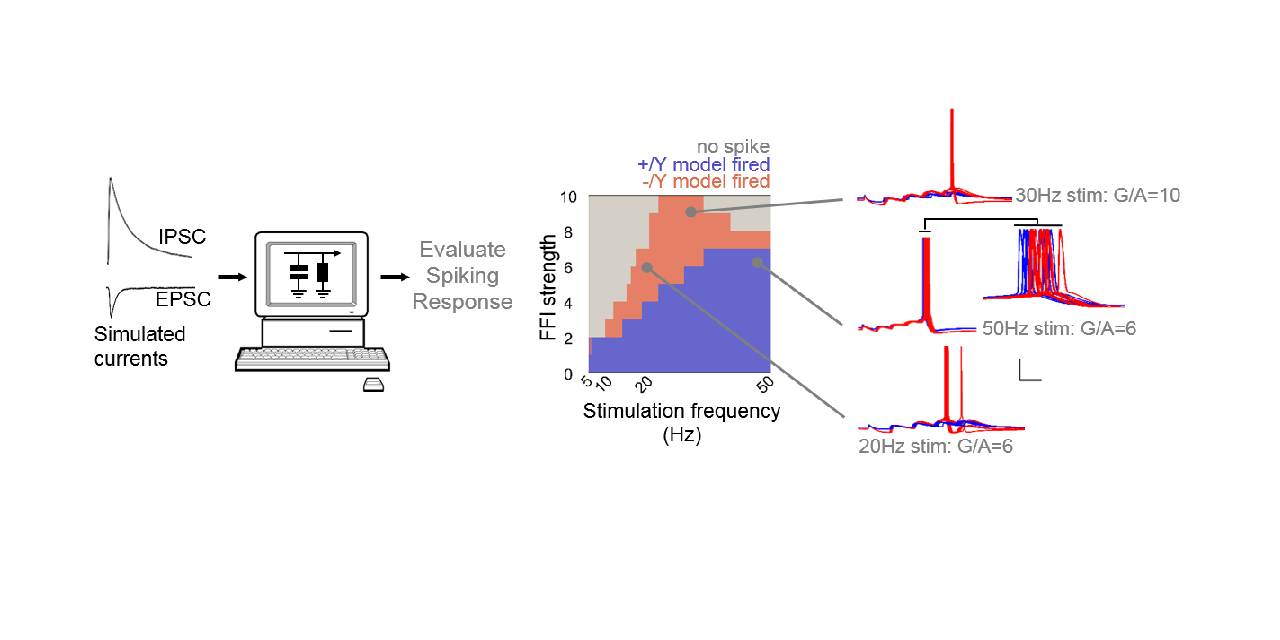 IPSC
EPSC
Simulated
currents
Evaluate
Spiking
Response
no spike
+/Y model fired
-/Y model fired
FFI strength
10
8
6
4
2
0
5
10
20
50
Stimulation frequency
(Hz)
30Hz stim: G/A=10
50Hz stim: G/A=6
20Hz stim: G/A=6